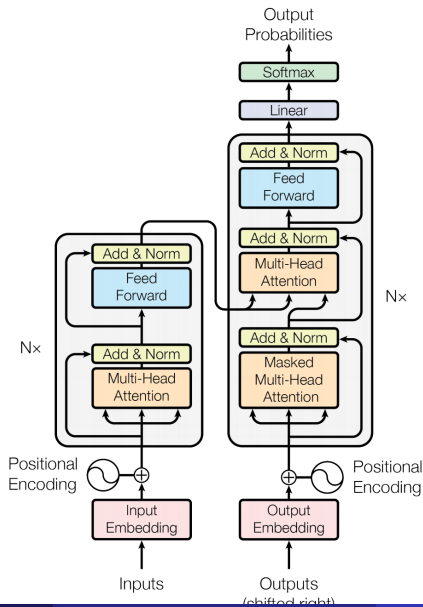 Output
Probabilities
Softmax
Linear
Add & Norm
Feed
Forward
Add & Norm
Multi-Head
Attention
Add & Norm
Masked
Multi-Head
Attention
N×
Positional
Encoding
Output
Embedding
Outputs
(shifted right)
Add & Norm
Feed
Forward
Add & Norm
Multi-Head
Attention
N×
Positional
Encoding
Input
Embedding
Inputs